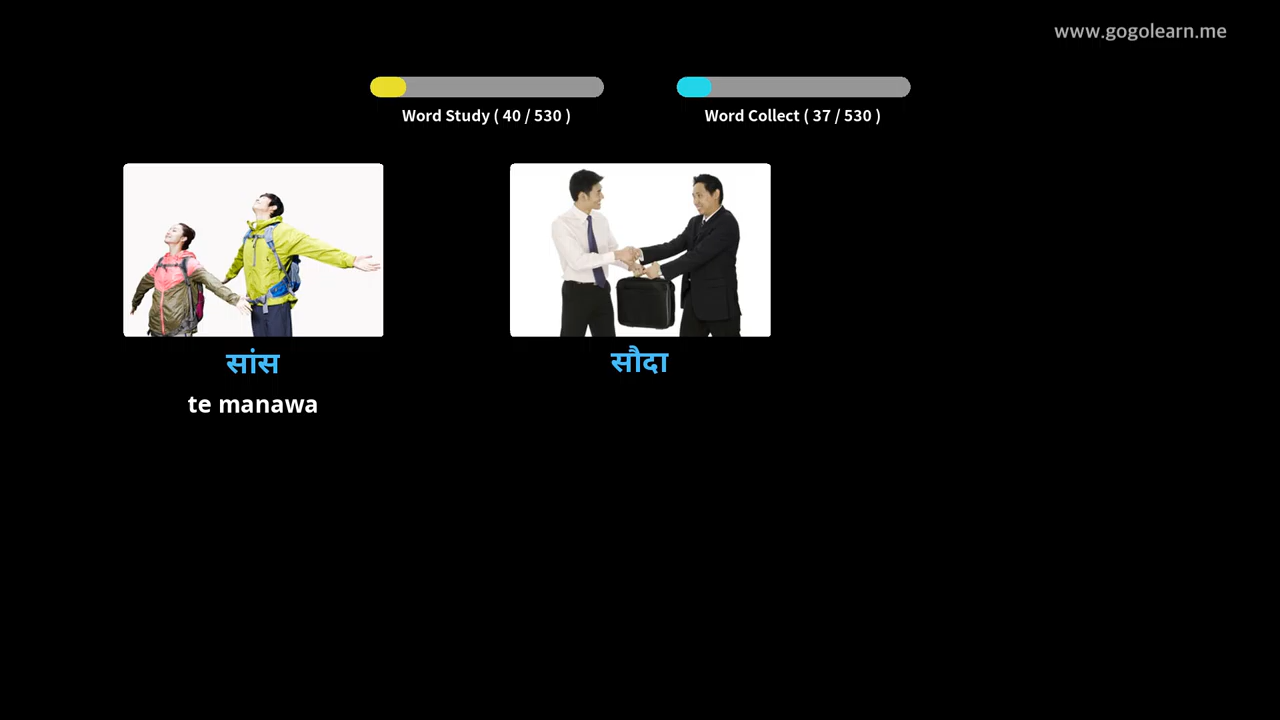 www.gogolearn.me
Word Study ( 40 / 530 )
Word Collect ( 37 / 530 )
सांस
सौदा
te manawa